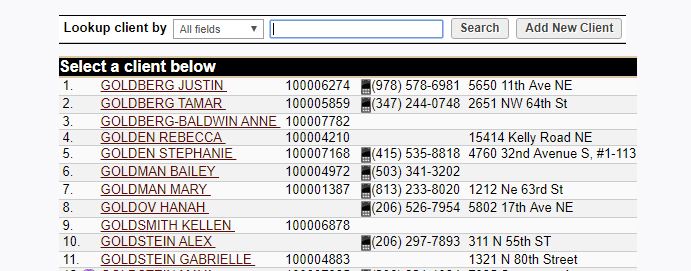 Lookup client by All fields Search Add New Client
Select a client below
1. GOLDBERG JUSTIN 100006274 (978) 578-6981 5650 11th Ave NE
2. GOLDBERG TAMAR 100005859 (347) 244-0748 2651 NW 64th St
3. GOLDBERG-BALDWIN ANNE 100007782
4. GOLDEN REBECCA 100004210 15414 Kelly Road NE
5. GOLDEN STEPHANIE 100007168 (415) 535-8818 4760 32nd Avenue S, #1-113
6. GOLDMAN BAILEY 100004972 (503) 341-3202
7. GOLDMAN MARY 100001387 (813) 233-8020 1212 Ne 63rd St
8. GOLDOV HANAH (206) 526-7954 5802 17th Ave NE
9. GOLDSMITH KELLEN 100006878
10. GOLDSTEIN ALEX (206) 297-7893 311 N 55th ST
11. GOLDSTEIN GABRIELLE 100004883 1321 N 80th Street